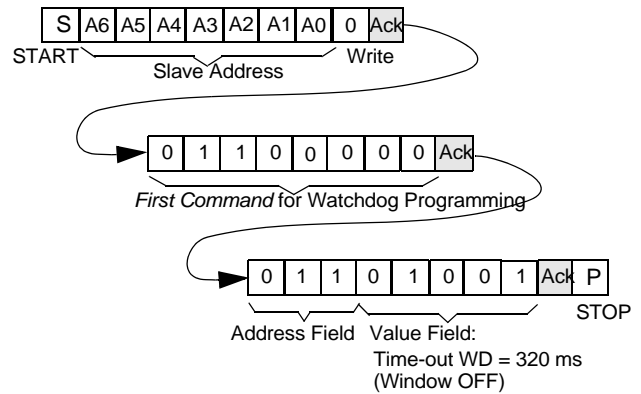 S A6 A5 A4 A3 A2 A1 A0 0 Ack
START Slave Address Write
0 1 1 0 0 0 0 0 Ack
First Command for Watchdog Programming
0 1 1 0 1 0 0 1 Ack P
STOP
Address Field Value Field:
Time-out WD = 320 ms
(Window OFF)